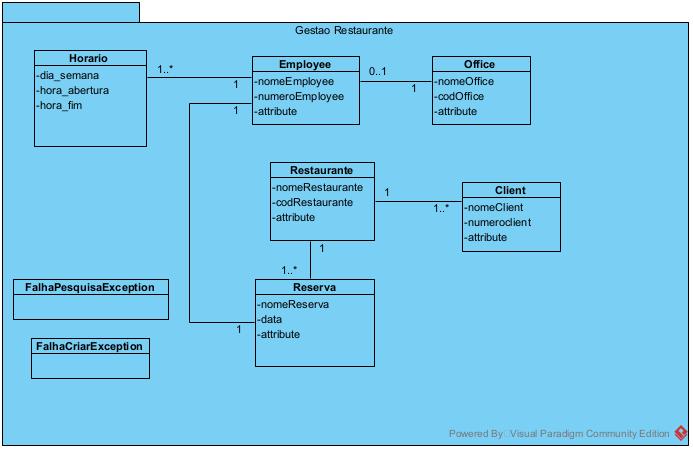 Gestao Restaurante
Horario
-dia_semana
-hora_abertura
-hora_fim
1..*
1
Employee
-nomeEmployee
-numeroEmployee
-attribute
0..1
1
Office
-nomeOffice
-codOffice
-attribute
1
Restaurante
-nomeRestaurante
-codRestaurante
-attribute
1
1..*
Client
-nomeClient
-numeroclient
-attribute
1
1..*
Reserva
-nomeReserva
-data
-attribute
1
FalhaPesquisaException
FalhaCriarException
Powered By Visual Paradigm Community Edition